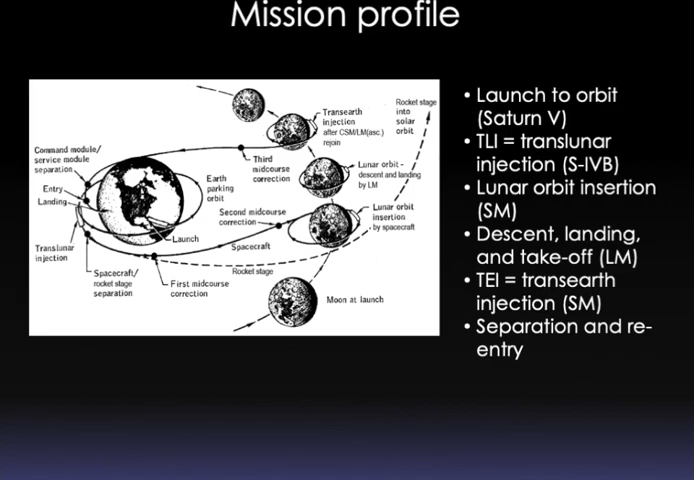 Mission profile
Transearth
injection
after CSM/LM(asc.)
rejoin
Rocket stage
into
solar
orbit
Command module/
service module
separation
Entry
Landing
Third
midcourse
correction
Lunar orbit -
descent and landing
by LM
Earth
parking
orbit
Second midcourse
correction
Lunar orbit
insertion
by spacecraft
Launch
Spacecraft
Translunar
injection
Rocket stage
Spacecraft/
rocket stage
separation
First midcourse
correction
Moon at launch
• Launch to orbit
(Saturn V)
• TLI = translunar
injection (S-IVB)
• Lunar orbit insertion
(SM)
• Descent, landing,
and take-off (LM)
• TEI = transearth
injection (SM)
• Separation and re-
entry